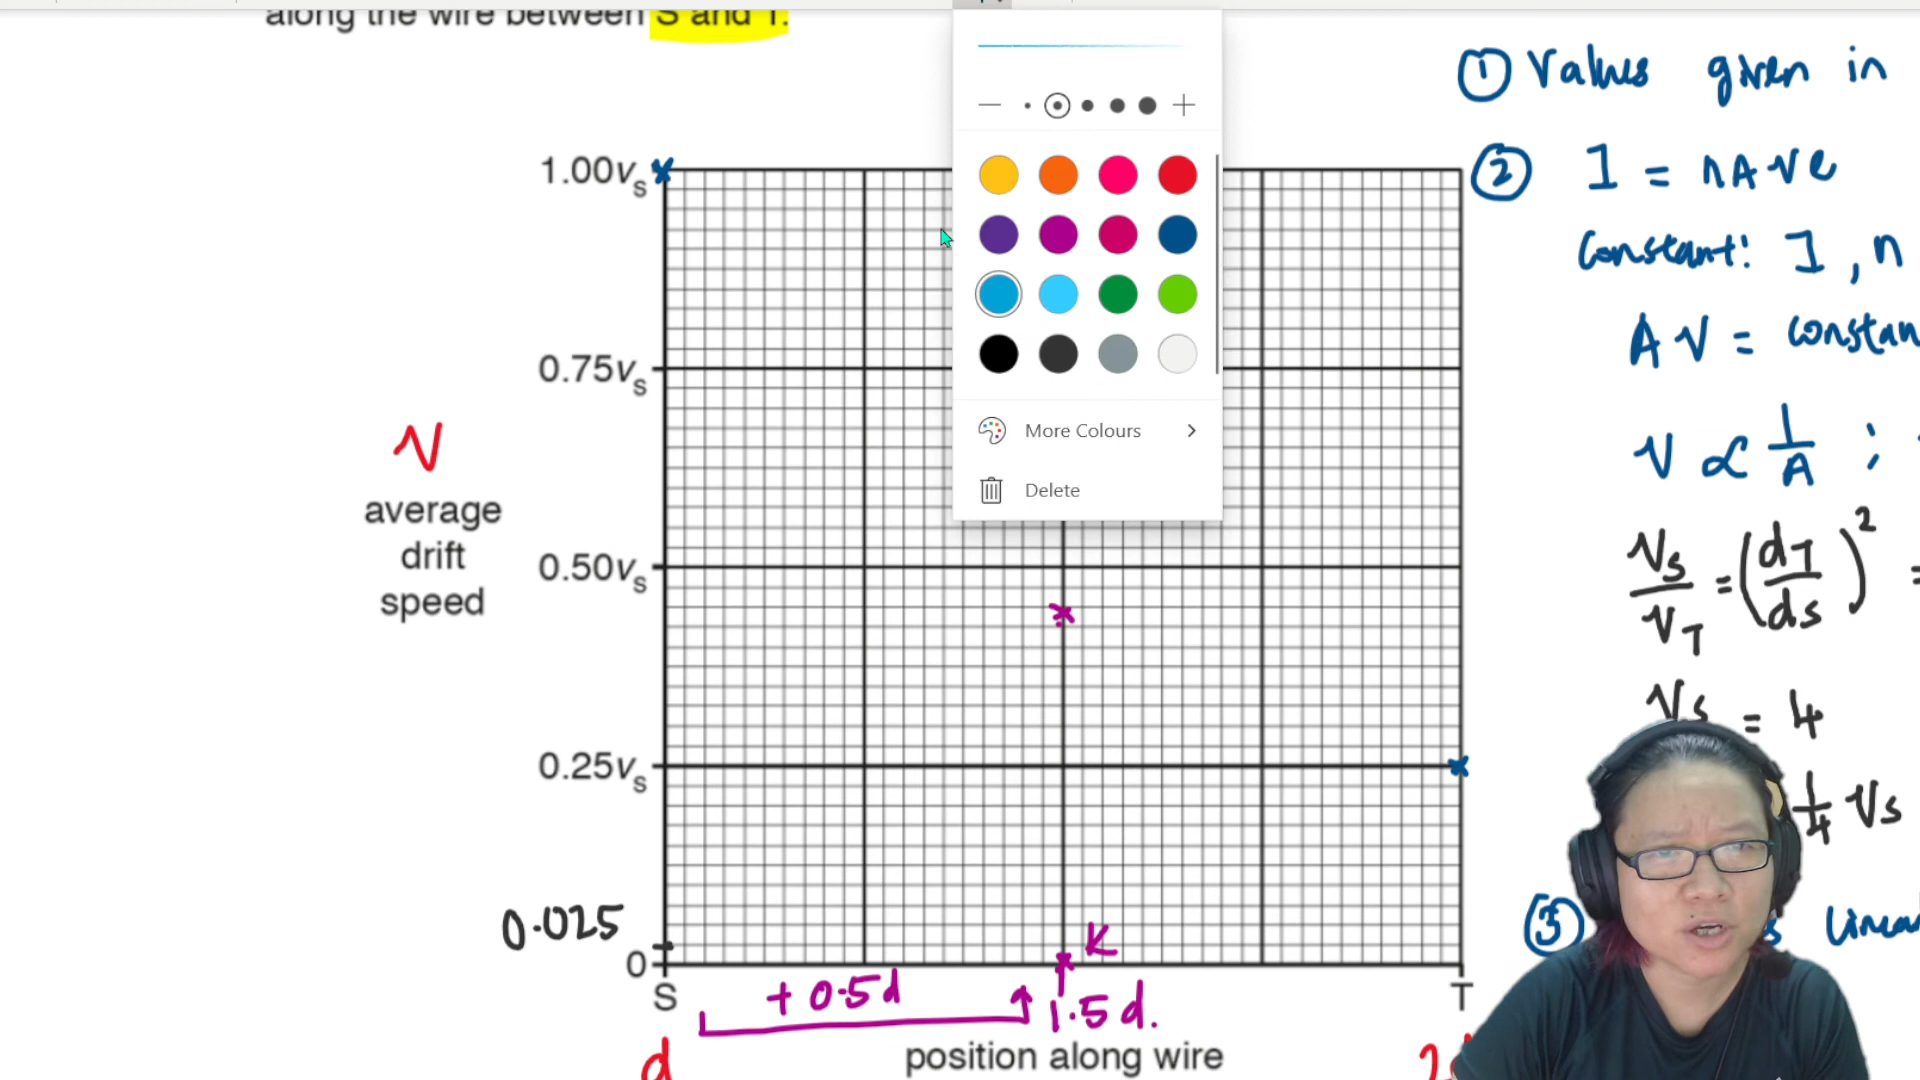 along the wire between S and T.
① Values given in
1.00vs
② I = nAve
Constant: I, n
AV = constan
0.75vs
More Colours
v ∝ 1/A ;
v
Delete
average
drift
speed
0.50vs
vs/vT = (dT/ds)² =
vs = 4
0.25vs
1/4 vs
0.025
③ s linea
K
0
S
+ 0.5d
1.5d.
T
position along wire
d
2